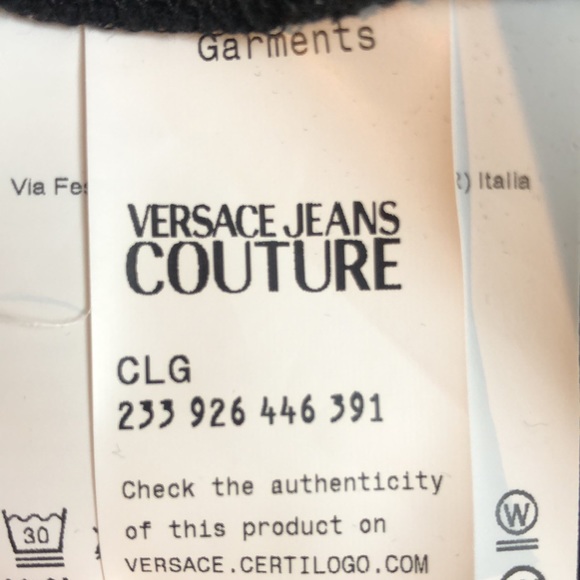 Garments
Via Fe
) Italia
VERSACE JEANS
COUTURE
CLG
233 926 446 391
Check the authenticity
of this product on
VERSACE.CERTILOGO.COM
30
W